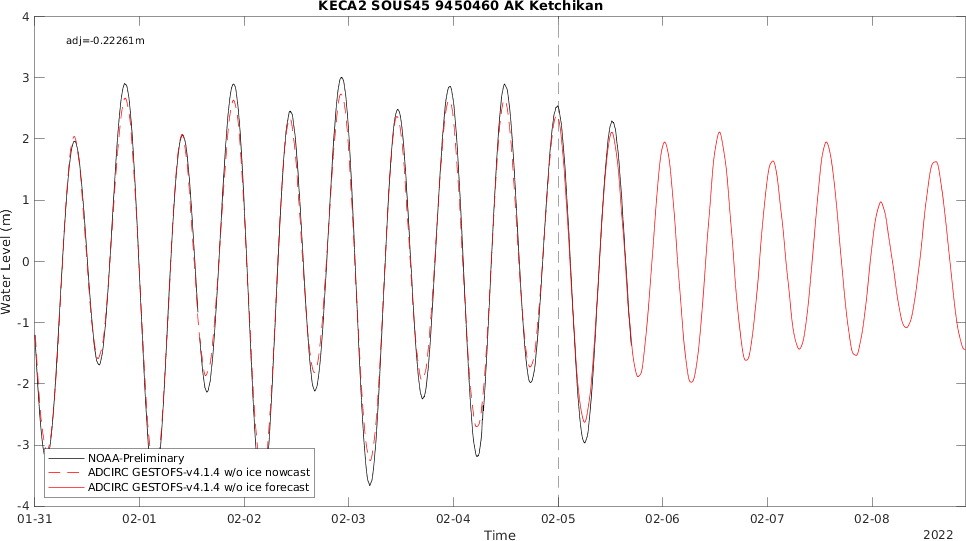 KECA2 SOUS45 9450460 AK Ketchikan
adj=-0.22261m
4
3
2
1
0
-1
-2
-3
-4
Water Level (m)
NOAA-Preliminary
ADCIRC GESTOFS-v4.1.4 w/o ice nowcast
ADCIRC GESTOFS-v4.1.4 w/o ice forecast
01-31 02-01 02-02 02-03 02-04 02-05 02-06 02-07 02-08
Time
2022